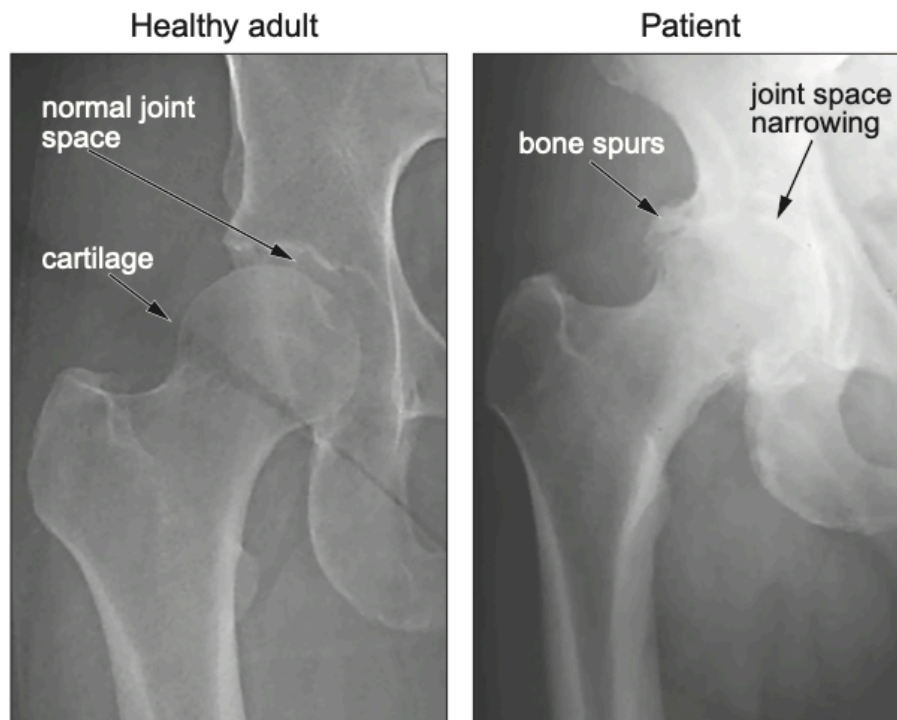 Healthy adult
Patient
normal joint
space
cartilage
bone spurs
joint space
narrowing